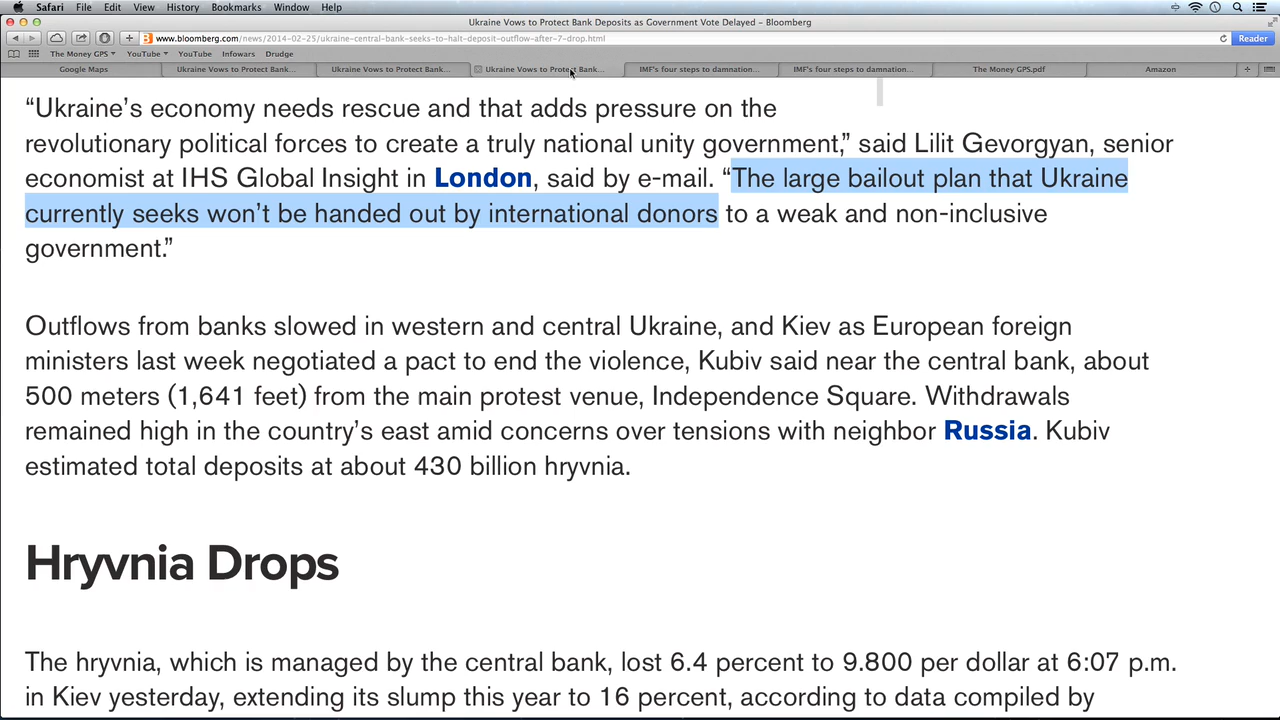 Safari File Edit View History Bookmarks Window Help
Ukraine Vows to Protect Bank Deposits as Government Vote Delayed – Bloomberg
www.bloomberg.com/news/2014-02-25/ukraine-central-bank-seeks-to-halt-deposit-outflow-after-7-drop.html
Reader
The Money GPS YouTube YouTube Infowars Drudge
Google Maps Ukraine Vows to Protect Bank... Ukraine Vows to Protect Bank... Ukraine Vows to Protect Bank... IMF's four steps to damnation... IMF's four steps to damnation... The Money GPS.pdf Amazon
“Ukraine’s economy needs rescue and that adds pressure on the
revolutionary political forces to create a truly national unity government,” said Lilit Gevorgyan, senior
economist at IHS Global Insight in London, said by e-mail. “The large bailout plan that Ukraine
currently seeks won’t be handed out by international donors to a weak and non-inclusive
government.”
Outflows from banks slowed in western and central Ukraine, and Kiev as European foreign
ministers last week negotiated a pact to end the violence, Kubiv said near the central bank, about
500 meters (1,641 feet) from the main protest venue, Independence Square. Withdrawals
remained high in the country’s east amid concerns over tensions with neighbor Russia. Kubiv
estimated total deposits at about 430 billion hryvnia.
Hryvnia Drops
The hryvnia, which is managed by the central bank, lost 6.4 percent to 9.800 per dollar at 6:07 p.m.
in Kiev yesterday, extending its slump this year to 16 percent, according to data compiled by